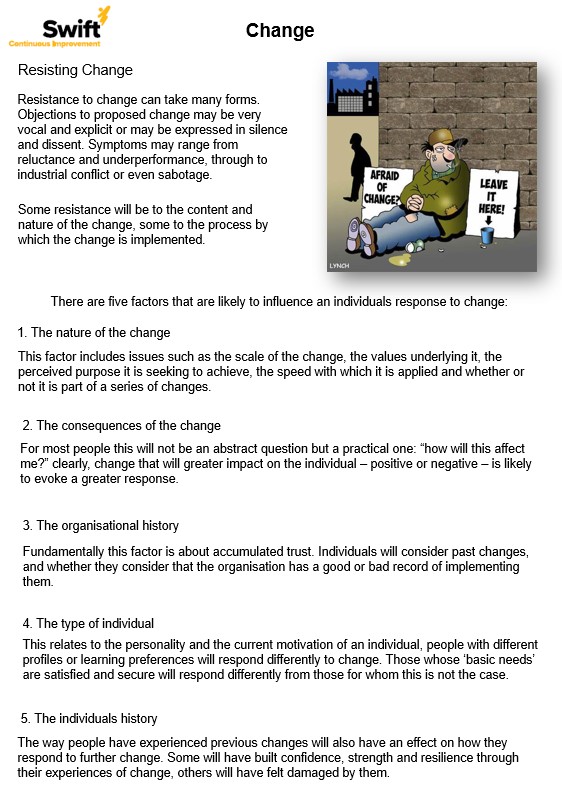 Swift
Continuous Improvement
Change
Resisting Change
Resistance to change can take many forms.
Objections to proposed change may be very
vocal and explicit or may be expressed in silence
and dissent. Symptoms may range from
reluctance and underperformance, through to
industrial conflict or even sabotage.
Some resistance will be to the content and
nature of the change, some to the process by
which the change is implemented.
AFRAID
OF
CHANGE?
LEAVE
IT
HERE!
LYNCH
There are five factors that are likely to influence an individuals response to change:
1. The nature of the change
This factor includes issues such as the scale of the change, the values underlying it, the
perceived purpose it is seeking to achieve, the speed with which it is applied and whether or
not it is part of a series of changes.
2. The consequences of the change
For most people this will not be an abstract question but a practical one: “how will this affect
me?” clearly, change that will greater impact on the individual – positive or negative – is likely
to evoke a greater response.
3. The organisational history
Fundamentally this factor is about accumulated trust. Individuals will consider past changes,
and whether they consider that the organisation has a good or bad record of implementing
them.
4. The type of individual
This relates to the personality and the current motivation of an individual, people with different
profiles or learning preferences will respond differently to change. Those whose ‘basic needs’
are satisfied and secure will respond differently from those for whom this is not the case.
5. The individuals history
The way people have experienced previous changes will also have an effect on how they
respond to further change. Some will have built confidence, strength and resilience through
their experiences of change, others will have felt damaged by them.